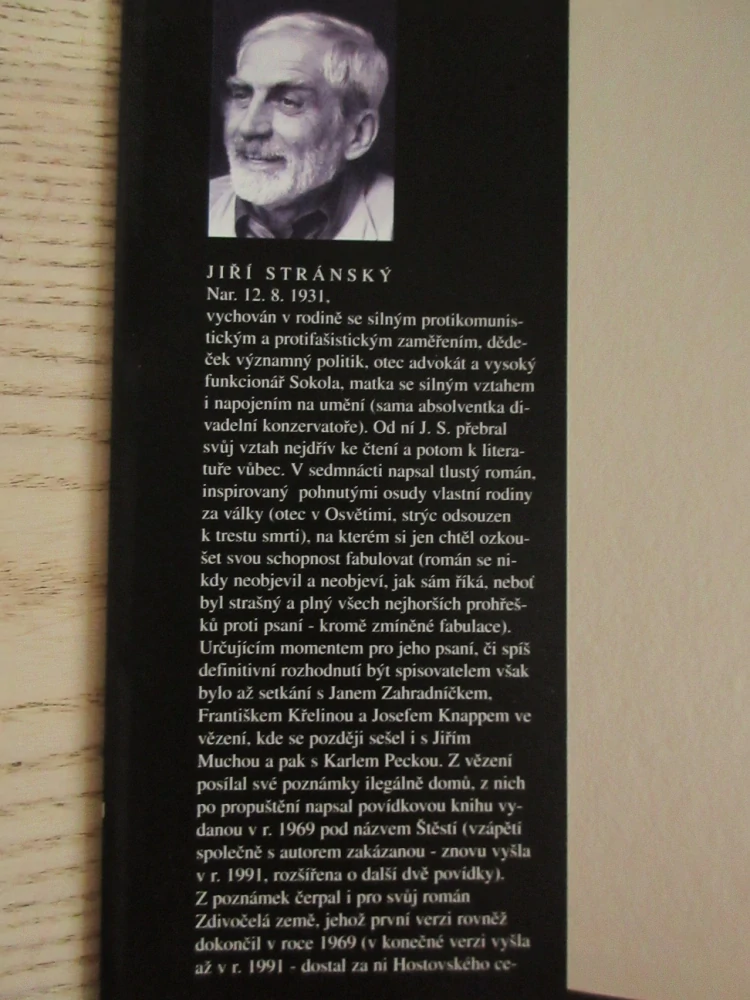 JIŘÍ STRÁNSKÝ
Nar. 12. 8. 1931,
vychován v rodině se silným protikomunis-
tickým a protifašistickým zaměřením, děde-
ček významný politik, otec advokát a vysoký
funkcionář Sokola, matka se silným vztahem
i napojením na umění (sama absolventka di-
vadelní konzervatoře). Od ní J. S. přebral
svůj vztah nejdřív ke čtení a potom k litera-
tuře vůbec. V sedmnácti napsal tlustý román,
inspirovaný pohnutými osudy vlastní rodiny
za války (otec v Osvětimi, strýc odsouzen
k trestu smrti), na kterém si jen chtěl ozkou-
šet svou schopnost fabulovat (román se ni-
kdy neobjevil a neobjeví, jak sám říká, neboť
byl strašný a plný všech nejhorších prohřeš-
ků proti psaní - kromě zmíněné fabulace).
Určujícím momentem pro jeho psaní, či spíš
definitivní rozhodnutí být spisovatelem však
bylo až setkání s Janem Zahradníčkem,
Františkem Křelinou a Josefem Knappem ve
vězení, kde se později sešel i s Jiřím
Muchou a pak s Karlem Peckou. Z vězení
posílal své poznámky ilegálně domů, z nich
po propuštění napsal povídkovou knihu vy-
danou v r. 1969 pod názvem Štěstí (vzápětí
společně s autorem zakázanou - znovu vyšla
v r. 1991, rozšířena o další dvě povídky).
Z poznámek čerpal i pro svůj román
Zdivočelá země, jehož první verzi rovněž
dokončil v roce 1969 (v konečné verzi vyšla
až v r. 1991 - dostal za ni Hostovského ce-